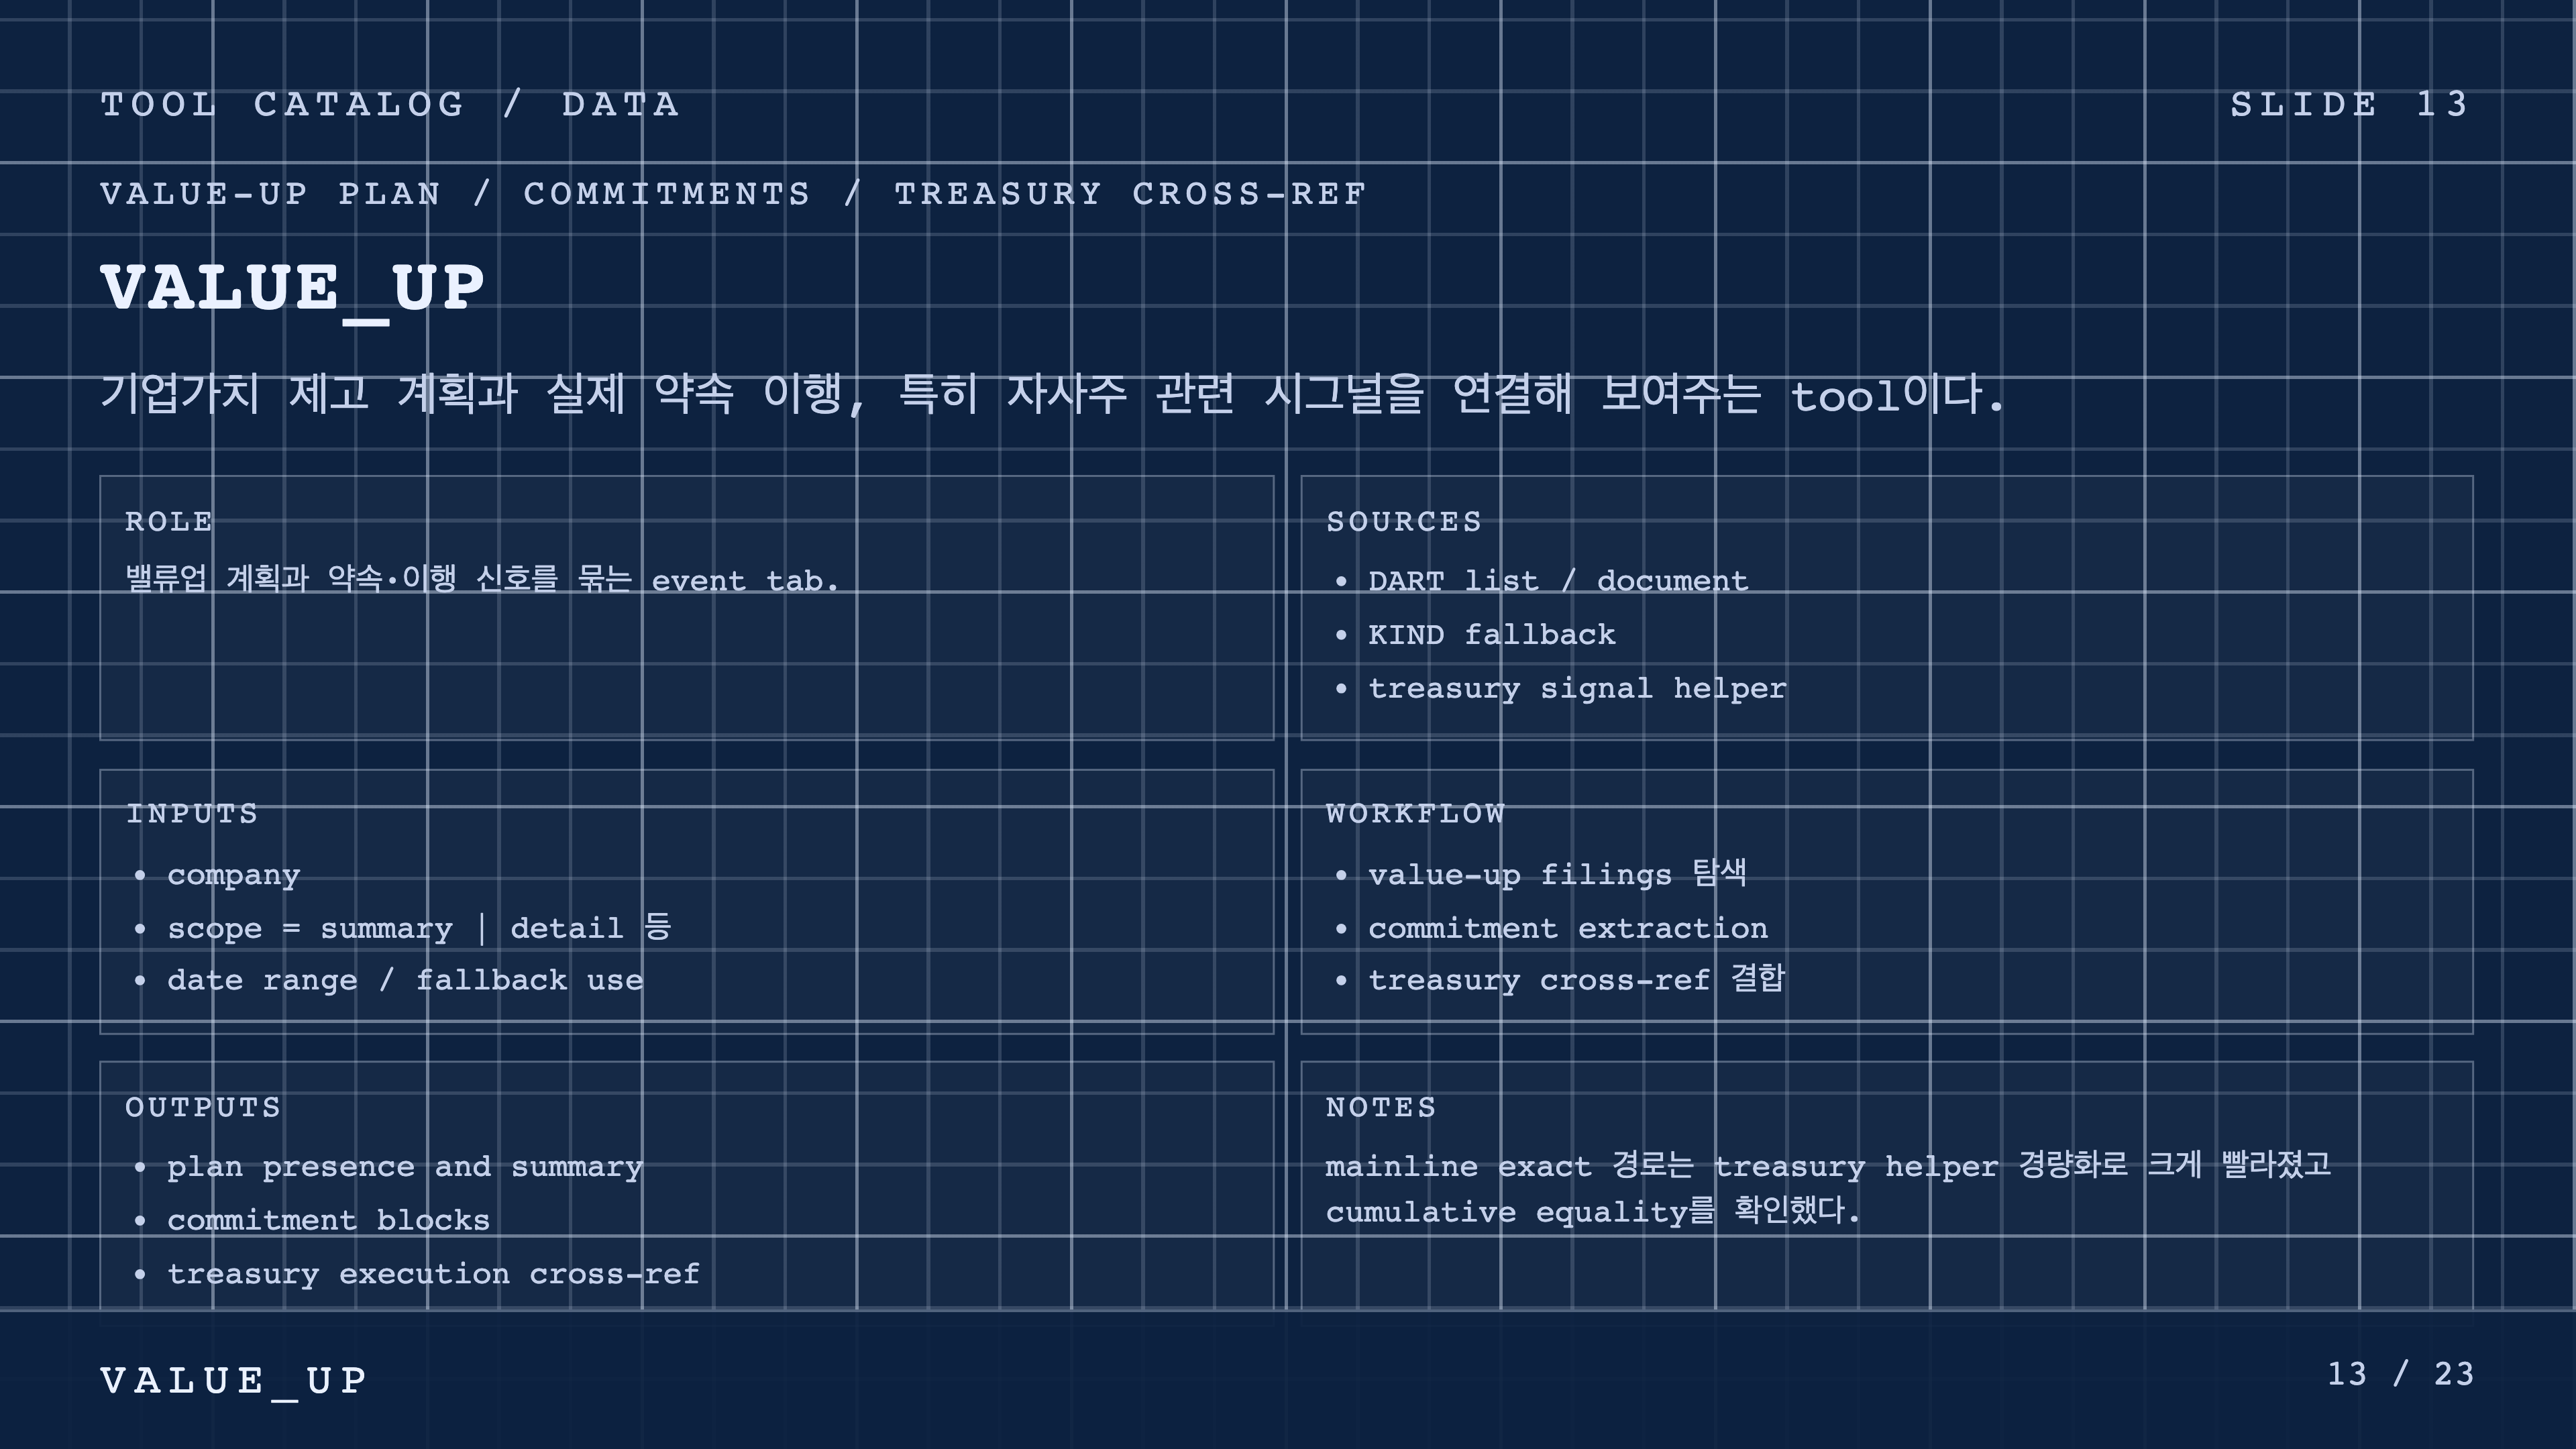 TOOL CATALOG / DATA
SLIDE 13
VALUE-UP PLAN / COMMITMENTS / TREASURY CROSS-REF
VALUE_UP
기업가치 제고 계획과 실제 약속 이행, 특히 자사주 관련 시그널을 연결해 보여주는 tool이다.
ROLE
밸류업 계획과 약속·이행 신호를 묶는 event tab.
SOURCES
• DART list / document
• KIND fallback
• treasury signal helper
INPUTS
• company
• scope = summary | detail 등
• date range / fallback use
WORKFLOW
• value-up filings 탐색
• commitment extraction
• treasury cross-ref 결합
OUTPUTS
• plan presence and summary
• commitment blocks
• treasury execution cross-ref
NOTES
mainline exact 경로는 treasury helper 경량화로 크게 빨라졌고
cumulative equality를 확인했다.
VALUE_UP
13 / 23